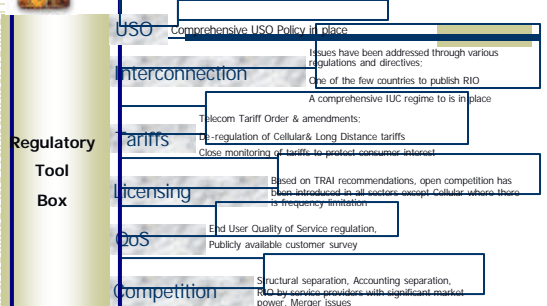 USO
Comprehensive USO Policy in place
Interconnection
Issues have been addressed through various
regulations and directives;
One of the few countries to publish RIO
A comprehensive IUC regime to is in place
Regulatory
Tool
Box
Tariffs
Telecom Tariff Order & amendments;
De-regulation of Cellular& Long Distance tariffs
Close monitoring of tariffs to protect consumer interest
Licensing
Based on TRAI recommendations, open competition has
been introduced in all sectors except Cellular where there
is frequency limitation
QoS
End User Quality of Service regulation,
Publicly available customer survey
Competition
Structural separation, Accounting separation,
RIO by service providers with significant market
power, Merger issues